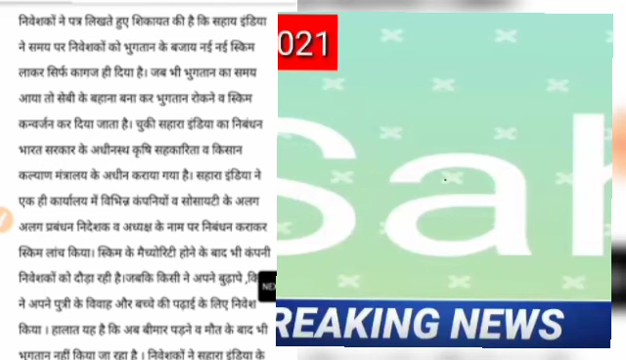 निवेशकों ने पत्र लिखते हुए शिकायत की है कि सहाय इंडिया
ने समय पर निवेशकों को भुगतान के बजाय नई नई स्किम
लाकर सिर्फ कागज ही दिया है। जब भी भुगतान का समय
आया तो सेबी के बहाना बना कर भुगतान रोकने व स्किम
कन्वर्जन कर दिया जाता है। चुकी सहारा इंडिया का निबंधन
भारत सरकार के अधीनस्थ कृषि सहकारिता व किसान
कल्याण मंत्रालय के अधीन कराया गया है। सहारा इंडिया ने
एक ही कार्यालय में विभिन्न कंपनियों व सोसायटी के अलग
अलग प्रबंधन निदेशक व अध्यक्ष के नाम पर निबंधन कराकर
स्किम लांच किया। स्किम के मैच्योरिटी होने के बाद भी कंपनी
निवेशकों को दौड़ा रही है।जबकि किसी ने अपने बुढ़ापे ,कि
ने अपने पुत्री के विवाह और बच्चे की पढ़ाई के लिए निवेश
किया । हालात यह है कि अब बीमार पड़ने व मौत के बाद भी
भुगतान नहीं किया जा रहा है । निवेशकों ने सहारा इंडिया के
NE
021
Sah
REAKING NEWS